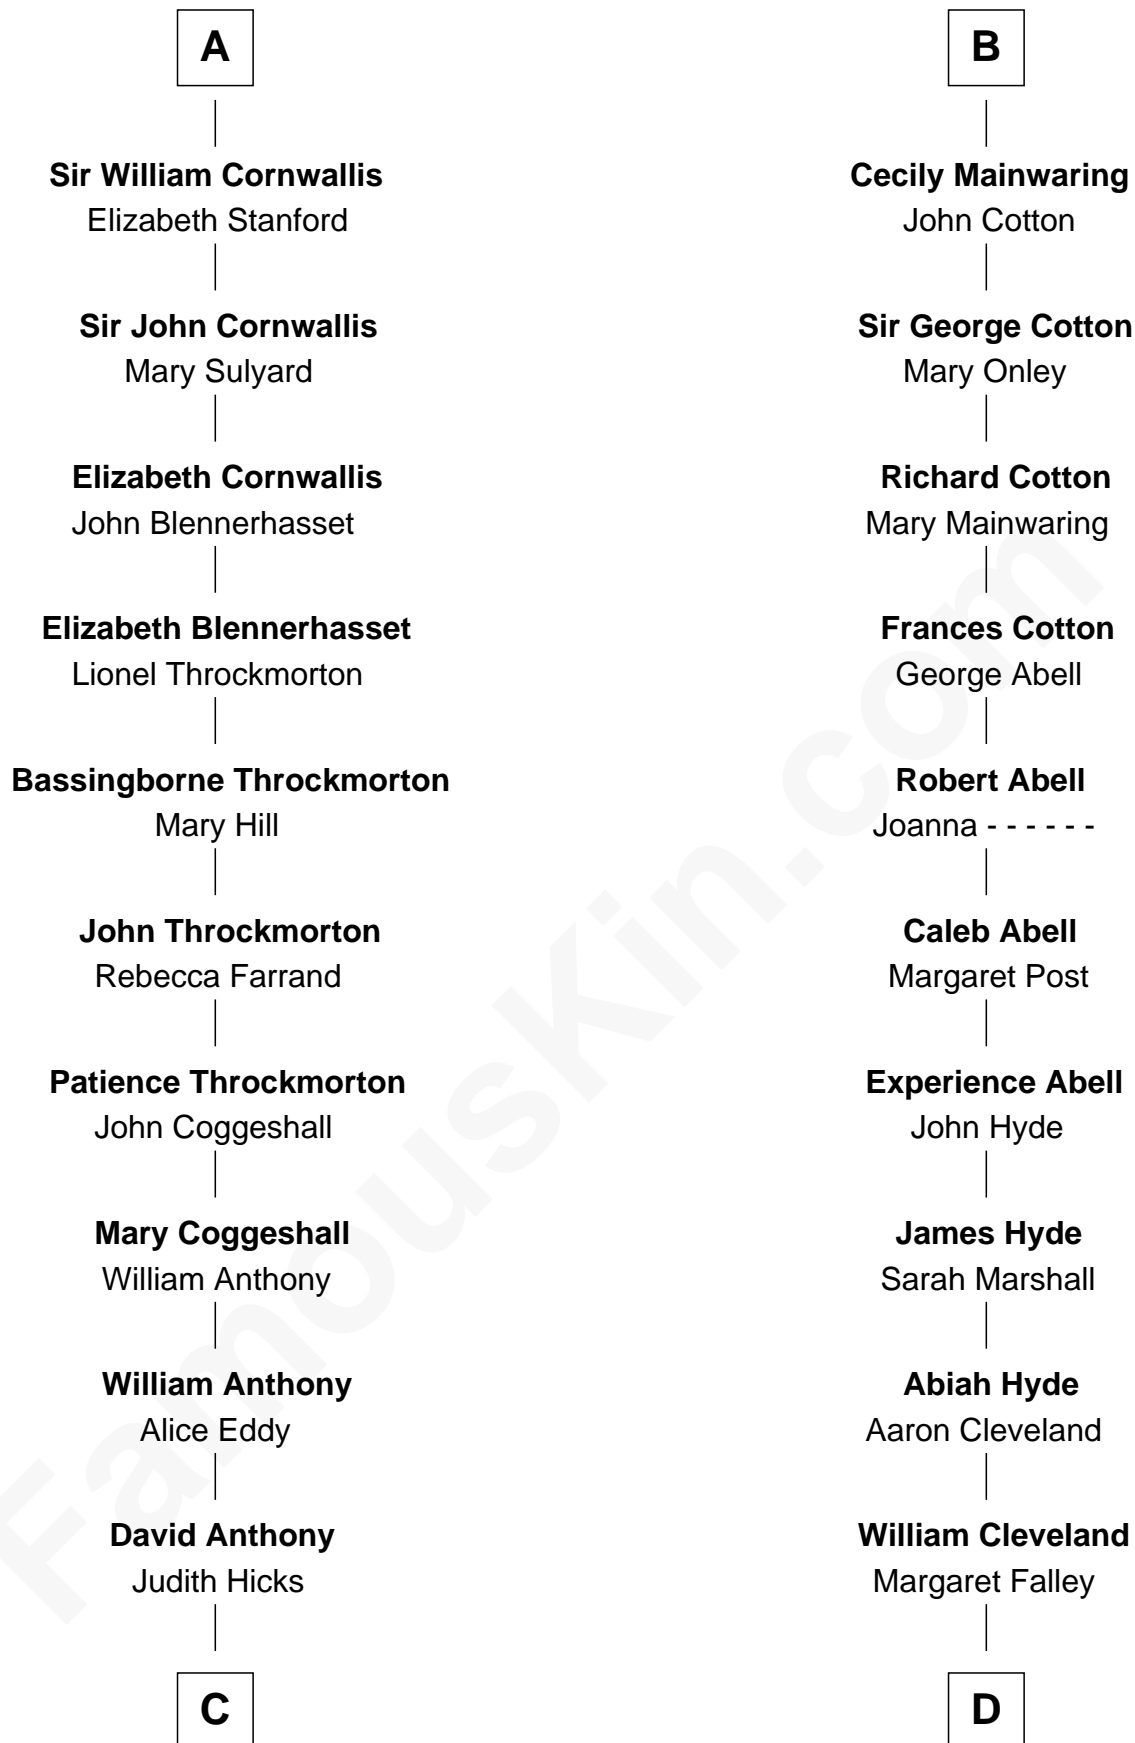 A
Sir William Cornwallis
Elizabeth Stanford
Sir John Cornwallis
Mary Sulyard
Elizabeth Cornwallis
John Blennerhasset
Elizabeth Blennerhasset
Lionel Throckmorton
Bassingborne Throckmorton
Mary Hill
John Throckmorton
Rebecca Farrand
Patience Throckmorton
John Coggeshall
Mary Coggeshall
William Anthony
William Anthony
Alice Eddy
David Anthony
Judith Hicks
C
B
Cecily Mainwaring
John Cotton
Sir George Cotton
Mary Onley
Richard Cotton
Mary Mainwaring
Frances Cotton
George Abell
Robert Abell
Joanna - - - - - -
Caleb Abell
Margaret Post
Experience Abell
John Hyde
James Hyde
Sarah Marshall
Abiah Hyde
Aaron Cleveland
William Cleveland
Margaret Falley
D
FamousKin.com